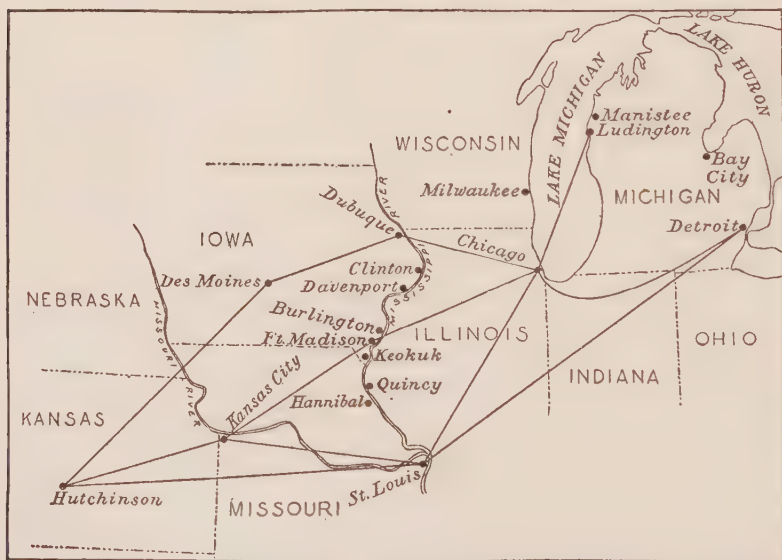 LAKE MICHIGAN
LAKE HURON
Manistee
Ludington
WISCONSIN
Bay
City
Milwaukee
MICHIGAN
Dubuque
RIVER
Detroit
IOWA
Chicago
Clinton
Des Moines
Davenport
MISSISSIPPI
NEBRASKA
MISSOURI
RIVER
Burlington
ILLINOIS
Ft. Madison
OHIO
Keokuk
INDIANA
Kansas City
Quincy
KANSAS
Hannibal
St. Louis
Hutchinson
MISSOURI